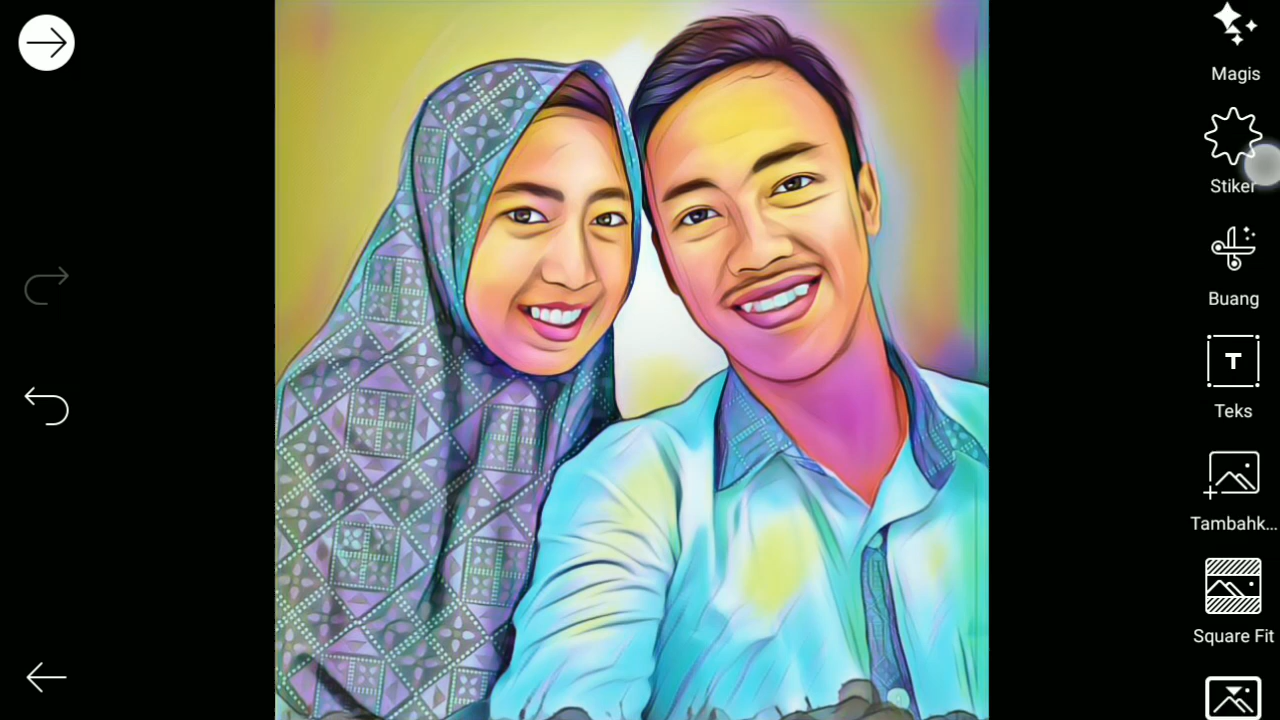 Magis
Stiker
Buang
T
Teks
Tambahk...
Square Fit